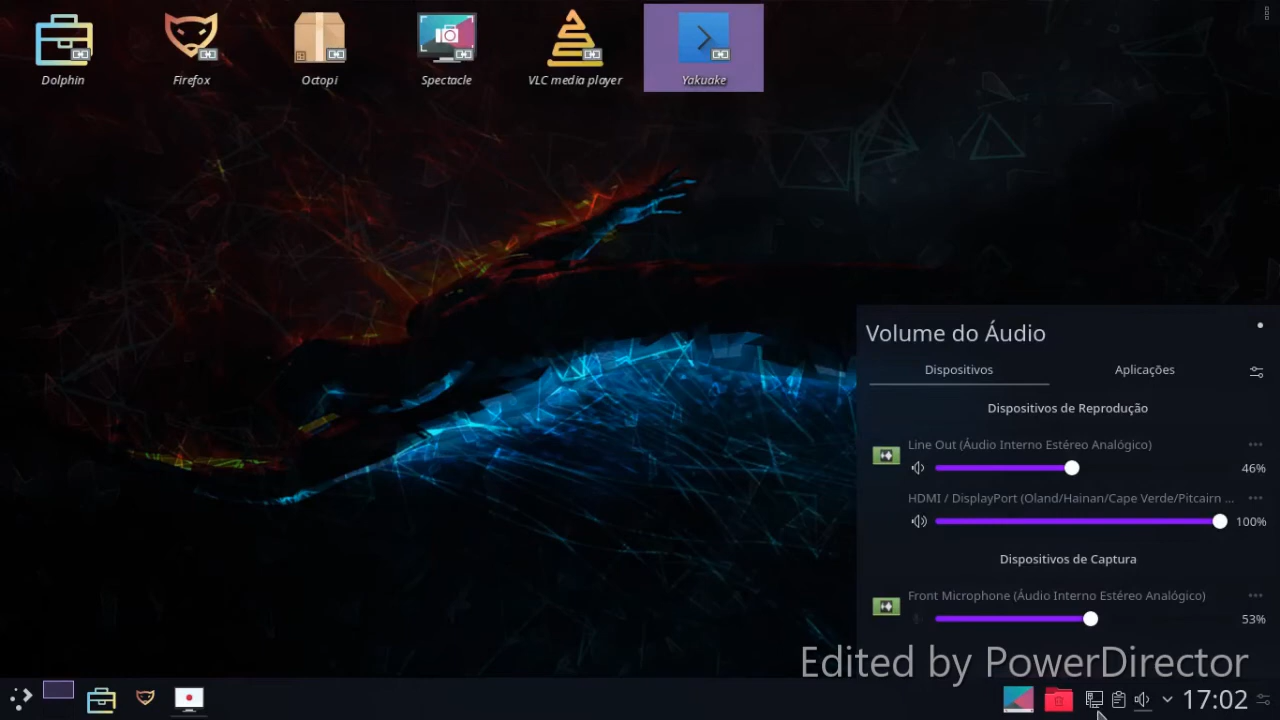 Dolphin
Firefox
Octopi
Spectacle
VLC media player
Yakuake
Volume do Áudio
Dispositivos
Aplicações
Dispositivos de Reprodução
Line Out (Áudio Interno Estéreo Analógico)
46%
HDMI / DisplayPort (Oland/Hainan/Cape Verde/Pitcairn ...
100%
Dispositivos de Captura
Front Microphone (Áudio Interno Estéreo Analógico)
53%
Edited by PowerDirector
17:02